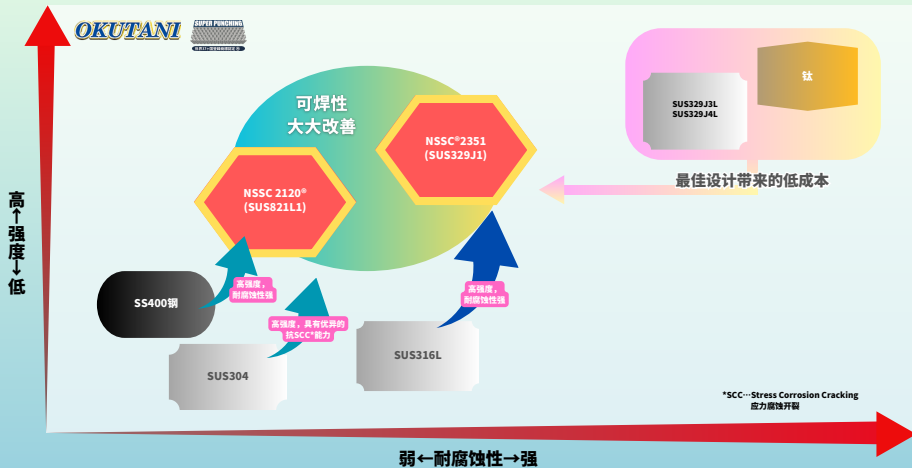 OKUTANI
SUPER PUNCHING
可焊性
大大改善
NSSC®2351
(SUS329J1)
NSSC 2120®
(SUS821L1)
SUS329J3L
SUS329J4L
钛
最佳设计带来的低成本
高←强度→低
SS400钢
高强度，
耐腐蚀性强
高强度，具有优异的
抗SCC*能力
高强度，
耐腐蚀性强
SUS304
SUS316L
*SCC…Stress Corrosion Cracking
应力腐蚀开裂
弱←耐腐蚀性→强